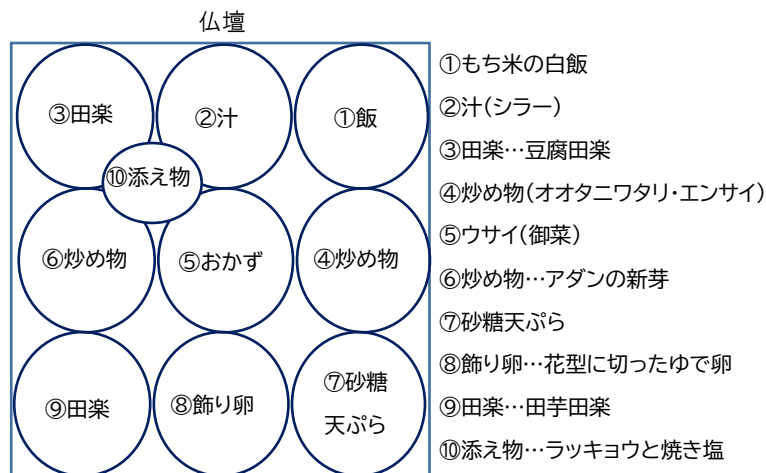 仏壇
③田楽
②汁
①飯
⑩添え物
⑥炒め物
⑤おかず
④炒め物
⑨田楽
⑧飾り卵
⑦砂糖
天ぷら
①もち米の白飯
②汁(シラー)
③田楽…豆腐田楽
④炒め物(オオタニワタリ・エンサイ)
⑤ウサイ(御菜)
⑥炒め物…アダンの新芽
⑦砂糖天ぷら
⑧飾り卵…花型に切ったゆで卵
⑨田楽…田芋田楽
⑩添え物…ラッキョウと焼き塩